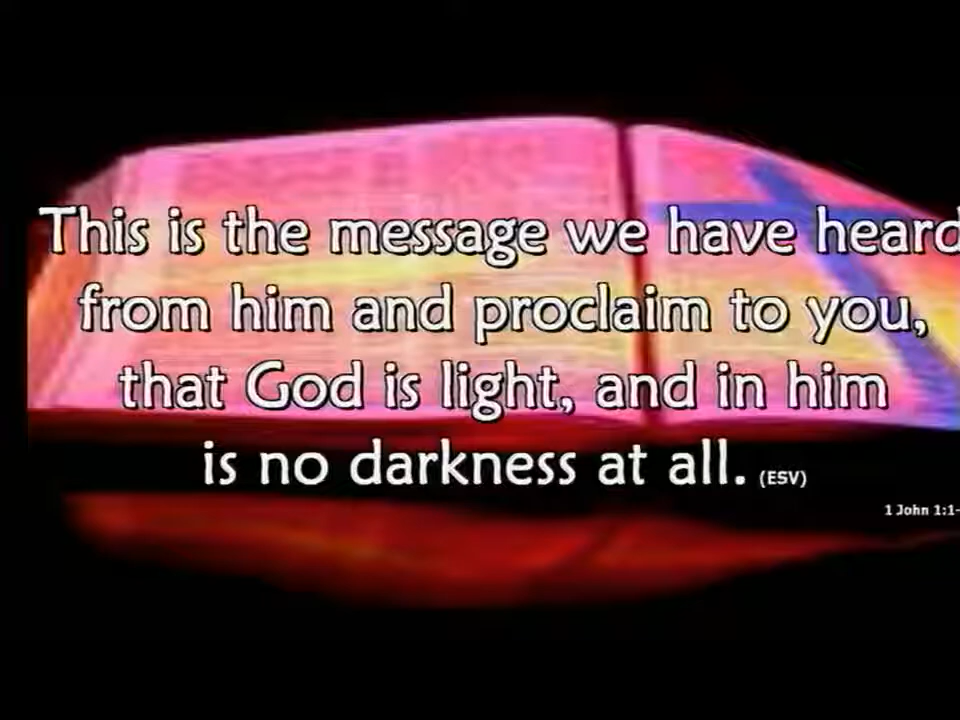 This is the message we have heard
from him and proclaim to you,
that God is light, and in him
is no darkness at all. (ESV)
1 John 1:1-